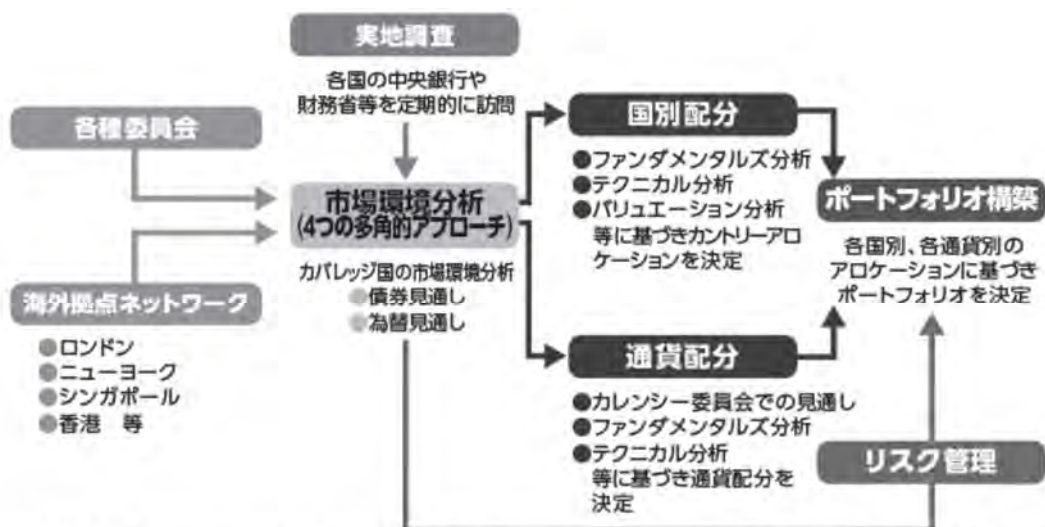 実地調査
各国の中央銀行や
財務省等を定期的に訪問
各種委員会
市場環境分析
(4つの多角的アプローチ)
カバレッジ国の市場環境分析
●債券見通し
●為替見通し
海外拠点ネットワーク
●ロンドン
●ニューヨーク
●シンガポール
●香港　等
国別配分
●ファンダメンタルズ分析
●テクニカル分析
●バリュエーション分析
等に基づきカントリーアロ
ケーションを決定
通貨配分
●カレンシー委員会での見通し
●ファンダメンタルズ分析
●テクニカル分析
等に基づき通貨配分を
決定
ポートフォリオ構築
各国別、各通貨別の
アロケーションに基づき
ポートフォリオを決定
リスク管理